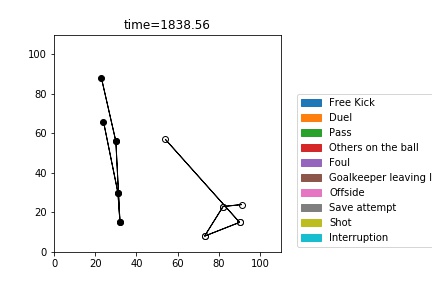 time=1838.56
100
80
60
40
20
0
0 20 40 60 80 100
Free Kick
Duel
Pass
Others on the ball
Foul
Goalkeeper leaving l
Offside
Save attempt
Shot
Interruption